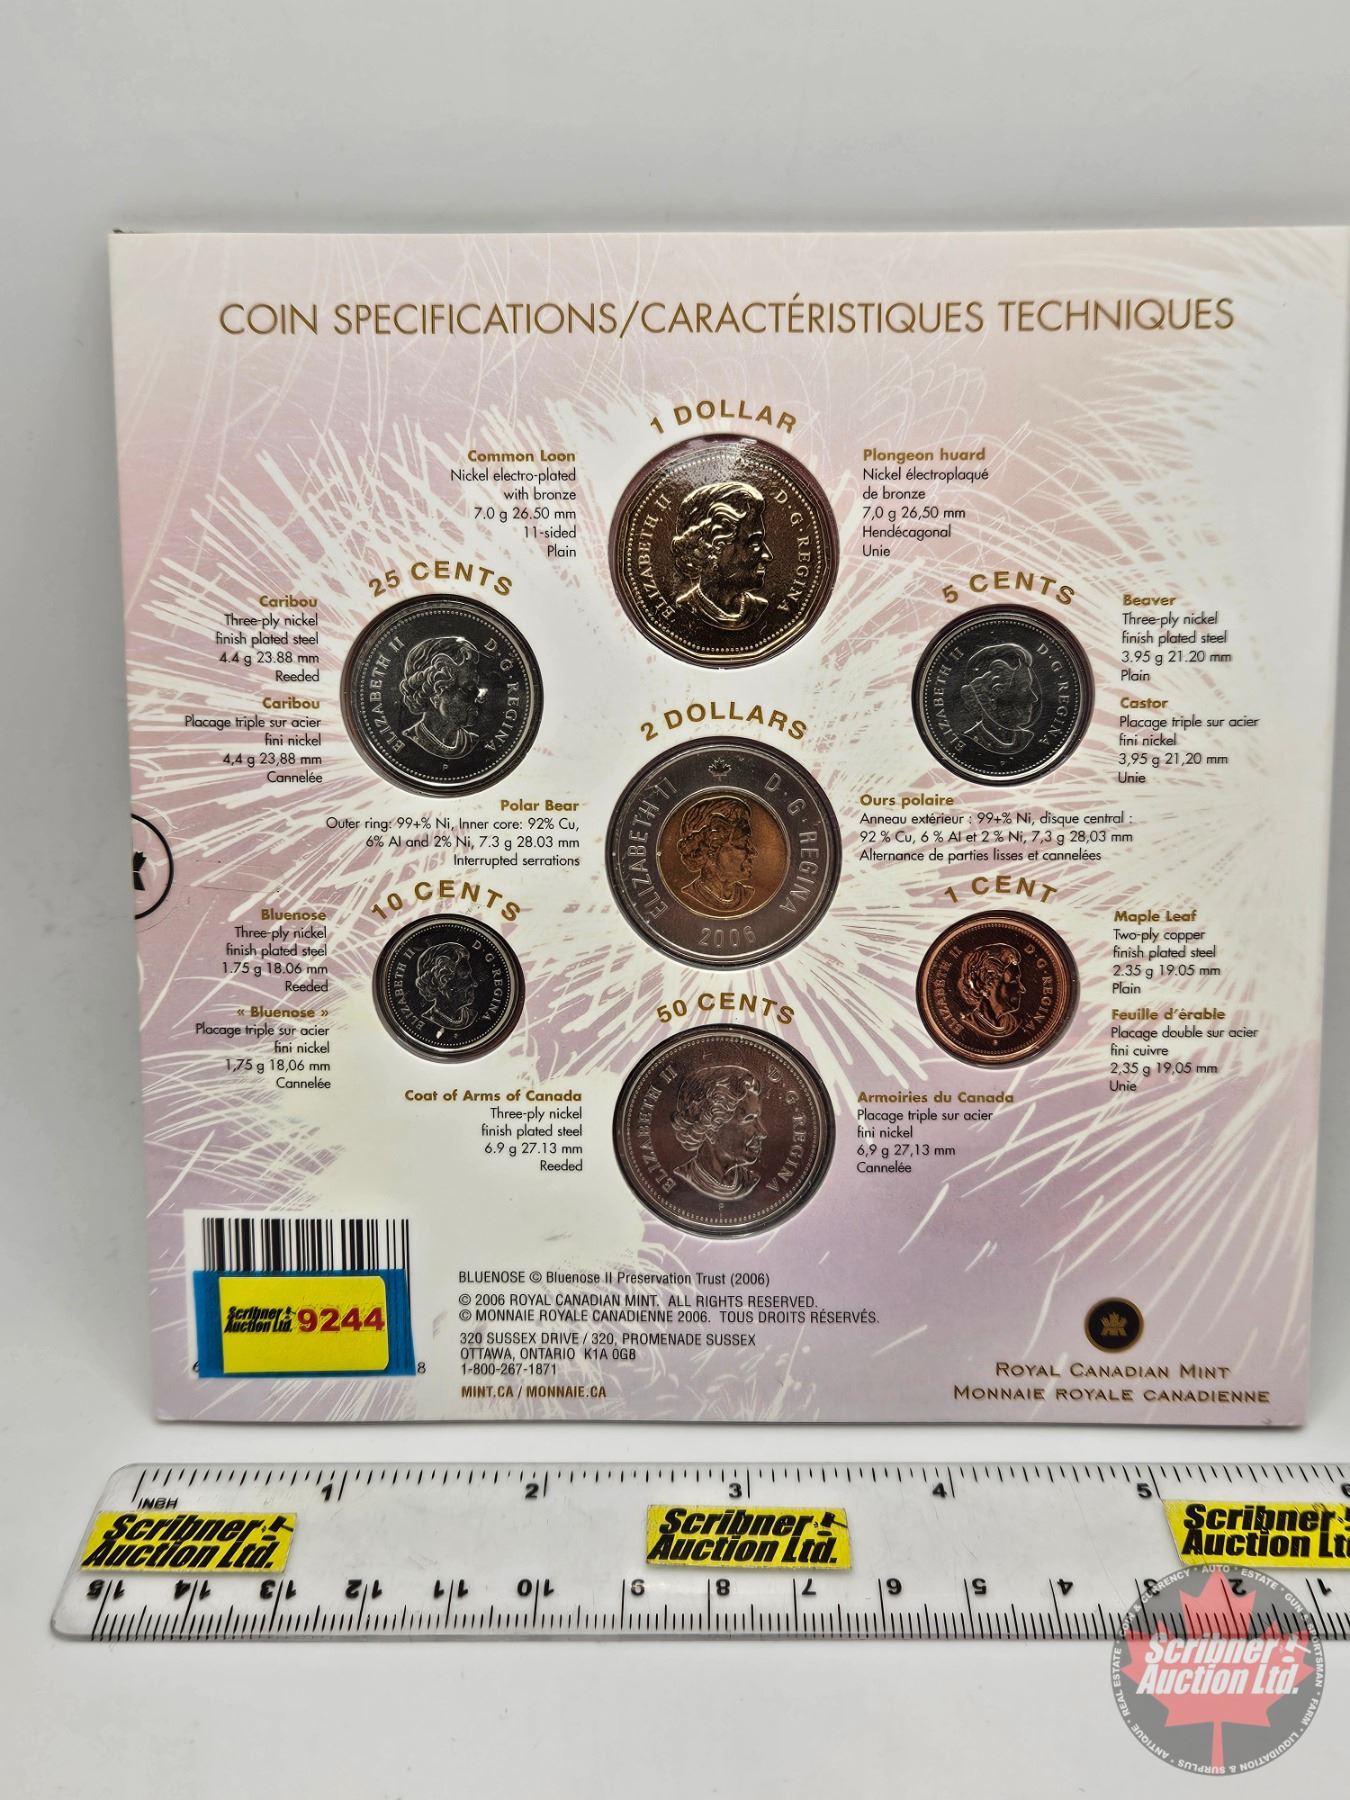 COIN SPECIFICATIONS/CARACTÉRISTIQUES TECHNIQUES
1 DOLLAR
Common Loon
Nickel electro-plated
with bronze
7.0 g 26.50 mm
11-sided
Plain
ELIZABETH II D·G·REGINA
Plongeon huard
Nickel électroplaqué
de bronze
7,0 g 26,50 mm
Hendécagonal
Unie
25 CENTS
Caribou
Three-ply nickel
finish plated steel
4.4 g 23.88 mm
Reeded
Caribou
Placage triple sur acier
fini nickel
4,4 g 23,88 mm
Cannelée
ELIZABETH II D·G·REGINA
P
5 CENTS
ELIZABETH II D·G·REGINA
P
Beaver
Three-ply nickel
finish plated steel
3.95 g 21.20 mm
Plain
Castor
Placage triple sur acier
fini nickel
3,95 g 21,20 mm
Unie
2 DOLLARS
Polar Bear
Outer ring: 99+% Ni, Inner core: 92% Cu,
6% Al and 2% Ni, 7.3 g 28.03 mm
Interrupted serrations
ELIZABETH II D·G·REGINA
2006
Ours polaire
Anneau extérieur : 99+% Ni, disque central :
92 % Cu, 6 % Al et 2 % Ni, 7,3 g 28,03 mm
Alternance de parties lisses et cannelées
10 CENTS
Bluenose
Three-ply nickel
finish plated steel
1.75 g 18.06 mm
Reeded
« Bluenose »
Placage triple sur acier
fini nickel
1,75 g 18,06 mm
Cannelée
ELIZABETH II D·G·REGINA
1 CENT
ELIZABETH II D·G·REGINA
Maple Leaf
Two-ply copper
finish plated steel
2.35 g 19.05 mm
Plain
Feuille d'érable
Placage double sur acier
fini cuivre
2,35 g 19,05 mm
Unie
50 CENTS
Coat of Arms of Canada
Three-ply nickel
finish plated steel
6.9 g 27.13 mm
Reeded
ELIZABETH II D·G·REGINA
P
Armoiries du Canada
Placage triple sur acier
fini nickel
6,9 g 27,13 mm
Cannelée
Scribner
Auction Ltd. 9244
8
BLUENOSE © Bluenose II Preservation Trust (2006)
© 2006 ROYAL CANADIAN MINT. ALL RIGHTS RESERVED.
© MONNAIE ROYALE CANADIENNE 2006. TOUS DROITS RÉSERVÉS.
320 SUSSEX DRIVE / 320, PROMENADE SUSSEX
OTTAWA, ONTARIO K1A 0G8
1-800-267-1871
MINT.CA / MONNAIE.CA
ROYAL CANADIAN MINT
MONNAIE ROYALE CANADIENNE
1 2 3 4 5 6
INBH
Scribner
Auction Ltd.
Scribner
Auction Ltd.
Scribner
Auction Ltd.
15 14 13 12 11 10 9 8 7 6 5 4 3 2 1
COIN & CURRENCY · AUTO · ESTATE · GUN & SPORTSMAN · FARM · LIQUIDATION & SURPLUS · ANTIQUE · REAL ESTATE
Scribner
Auction Ltd.